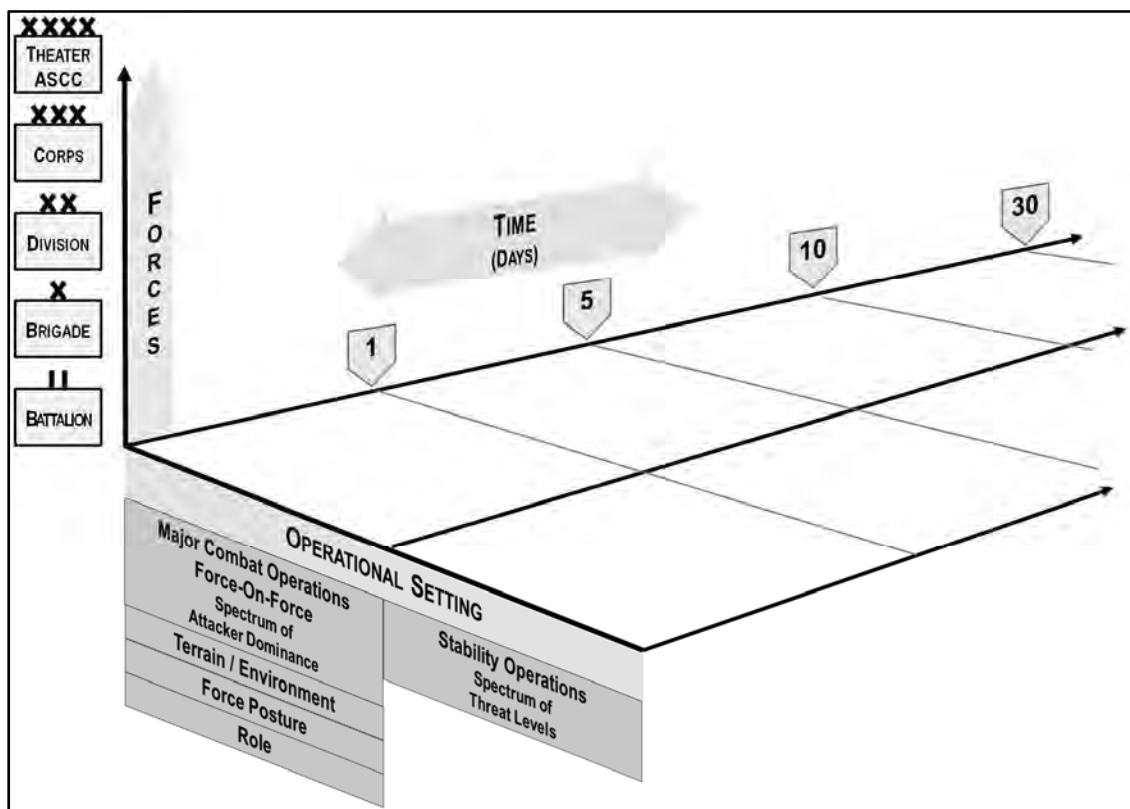 XXXX
THEATER
ASCC
XXX
CORPS
XX
DIVISION
X
BRIGADE
II
BATTALION
FORCES
TIME
(DAYS)
1
5
10
30
OPERATIONAL SETTING
Major Combat Operations
Force-On-Force
Spectrum of
Attacker Dominance
Terrain / Environment
Force Posture
Role
Stability Operations
Spectrum of
Threat Levels